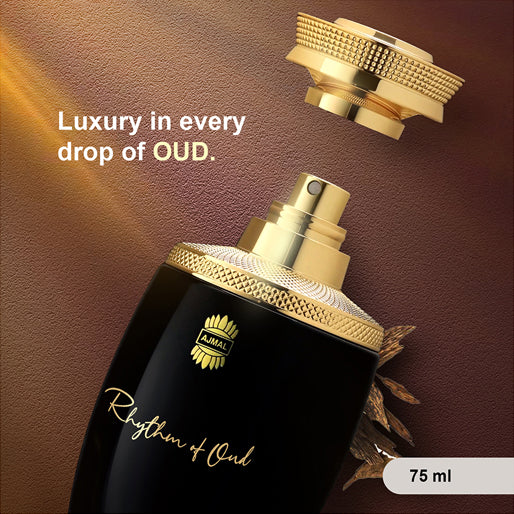 Luxury in every
drop of OUD.
AJMAL
Rhythm of Oud
75 ml